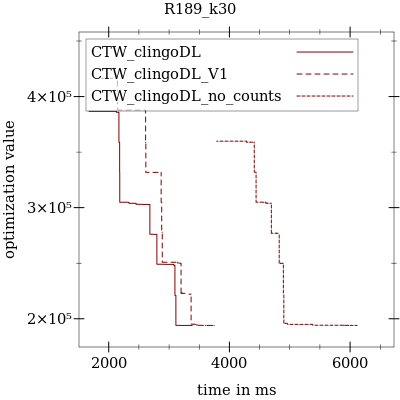 R189_k30
CTW_clingoDL
CTW_clingoDL_V1
CTW_clingoDL_no_counts
4×10⁵
3×10⁵
2×10⁵
optimization value
2000 4000 6000
time in ms